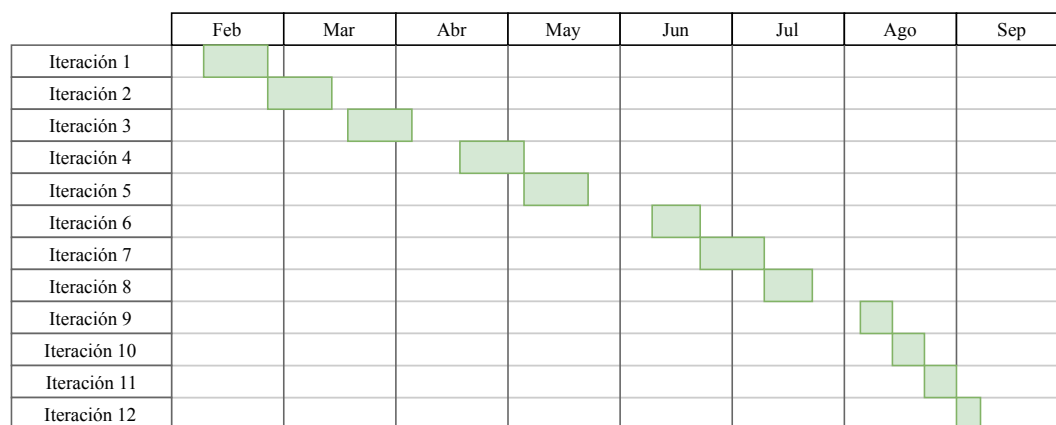 Feb Mar Abr May Jun Jul Ago Sep
Iteración 1
Iteración 2
Iteración 3
Iteración 4
Iteración 5
Iteración 6
Iteración 7
Iteración 8
Iteración 9
Iteración 10
Iteración 11
Iteración 12